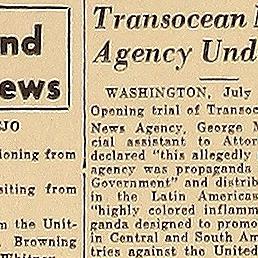 nd
ews
JO
ioning from
siting from
m the Unit-
Browning
Transocean
Agency Und
WASHINGTON, July
Opening trial of Transoc
News Agency, George M
cial assistant to Attor
declared "this allegedly
agency was propaganda
Government" and distrib
in the Latin Americas
"highly colored inflamm
ganda designed to promo
in Central and South Am
tries against the United